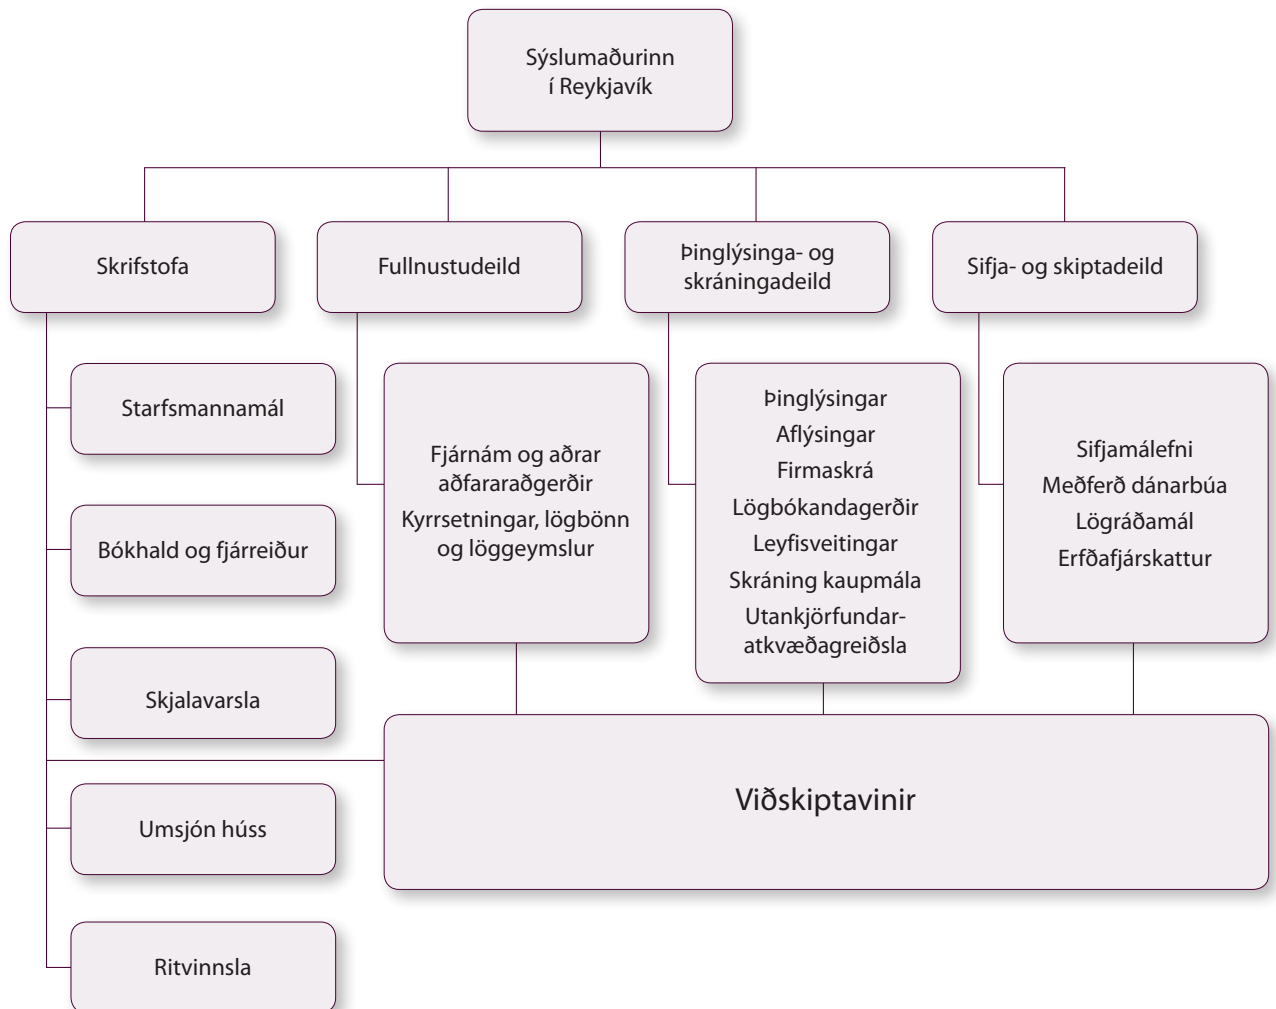 Sýslumaðurinn
í Reykjavík
Skrifstofa
Fullnustudeild
Þinglýsinga- og
skráningadeild
Sifja- og skiptadeild
Starfsmannamál
Bókhald og fjárreiður
Skjalavarsla
Umsjón húss
Ritvinnsla
Fjárnám og aðrar
aðfararaðgerðir
Kyrrsetningar, lögbönn
og löggeymslur
Þinglýsingar
Aflýsingar
Firmaskrá
Lögbókandagerðir
Leyfisveitingar
Skráning kaupmála
Utankjörfundar-
atkvæðagreiðsla
Sifjamálefni
Meðferð dánarbúa
Lögráðamál
Erfðafjárskattur
Viðskiptavinir